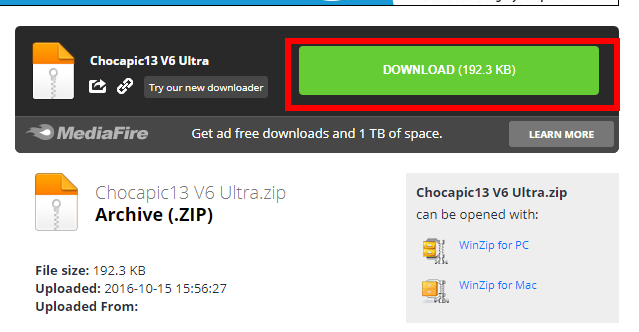 Chocapic13 V6 Ultra
Try our new downloader
DOWNLOAD (192.3 KB)
MediaFire
Get ad free downloads and 1 TB of space.
LEARN MORE
Chocapic13 V6 Ultra.zip
Archive (.ZIP)
File size: 192.3 KB
Uploaded: 2016-10-15 15:56:27
Uploaded From:
Chocapic13 V6 Ultra.zip
can be opened with:
WinZip for PC
WinZip for Mac